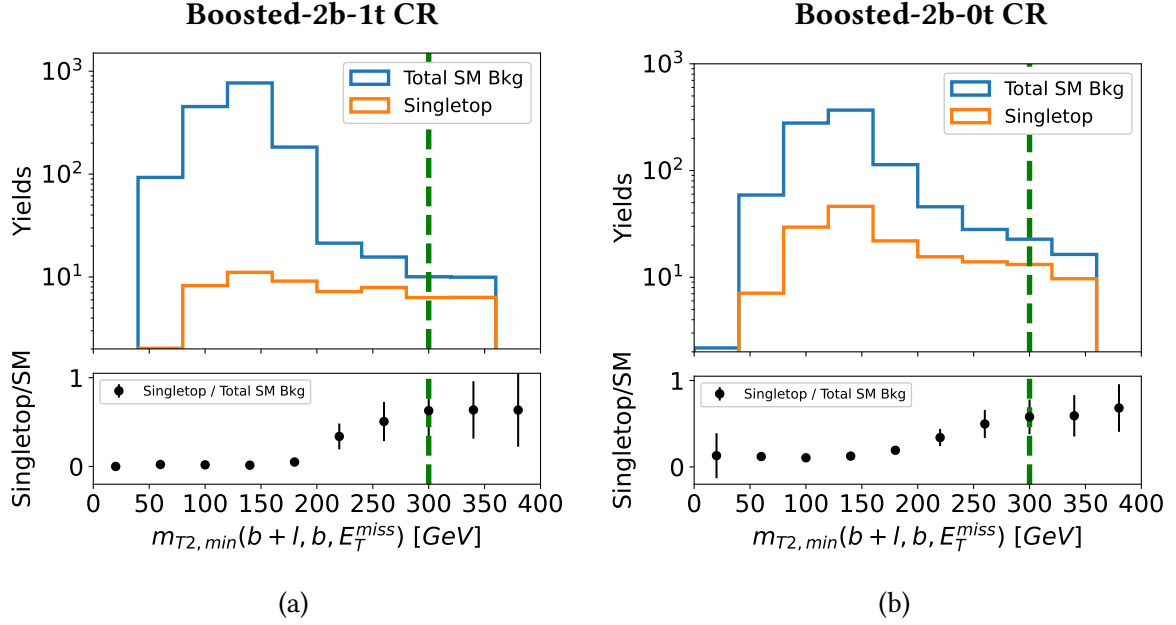 Boosted-2b-1t CR
10³
10²
10¹
Yields
Total SM Bkg
Singletop
1
0
Singletop/SM
Singletop / Total SM Bkg
0 50 100 150 200 250 300 350 400
m_{T2,min}(b + l, b, E_T^{miss}) [GeV]
(a)
Boosted-2b-0t CR
10³
10²
10¹
Yields
Total SM Bkg
Singletop
1
0
Singletop/SM
Singletop / Total SM Bkg
0 50 100 150 200 250 300 350 400
m_{T2,min}(b + l, b, E_T^{miss}) [GeV]
(b)